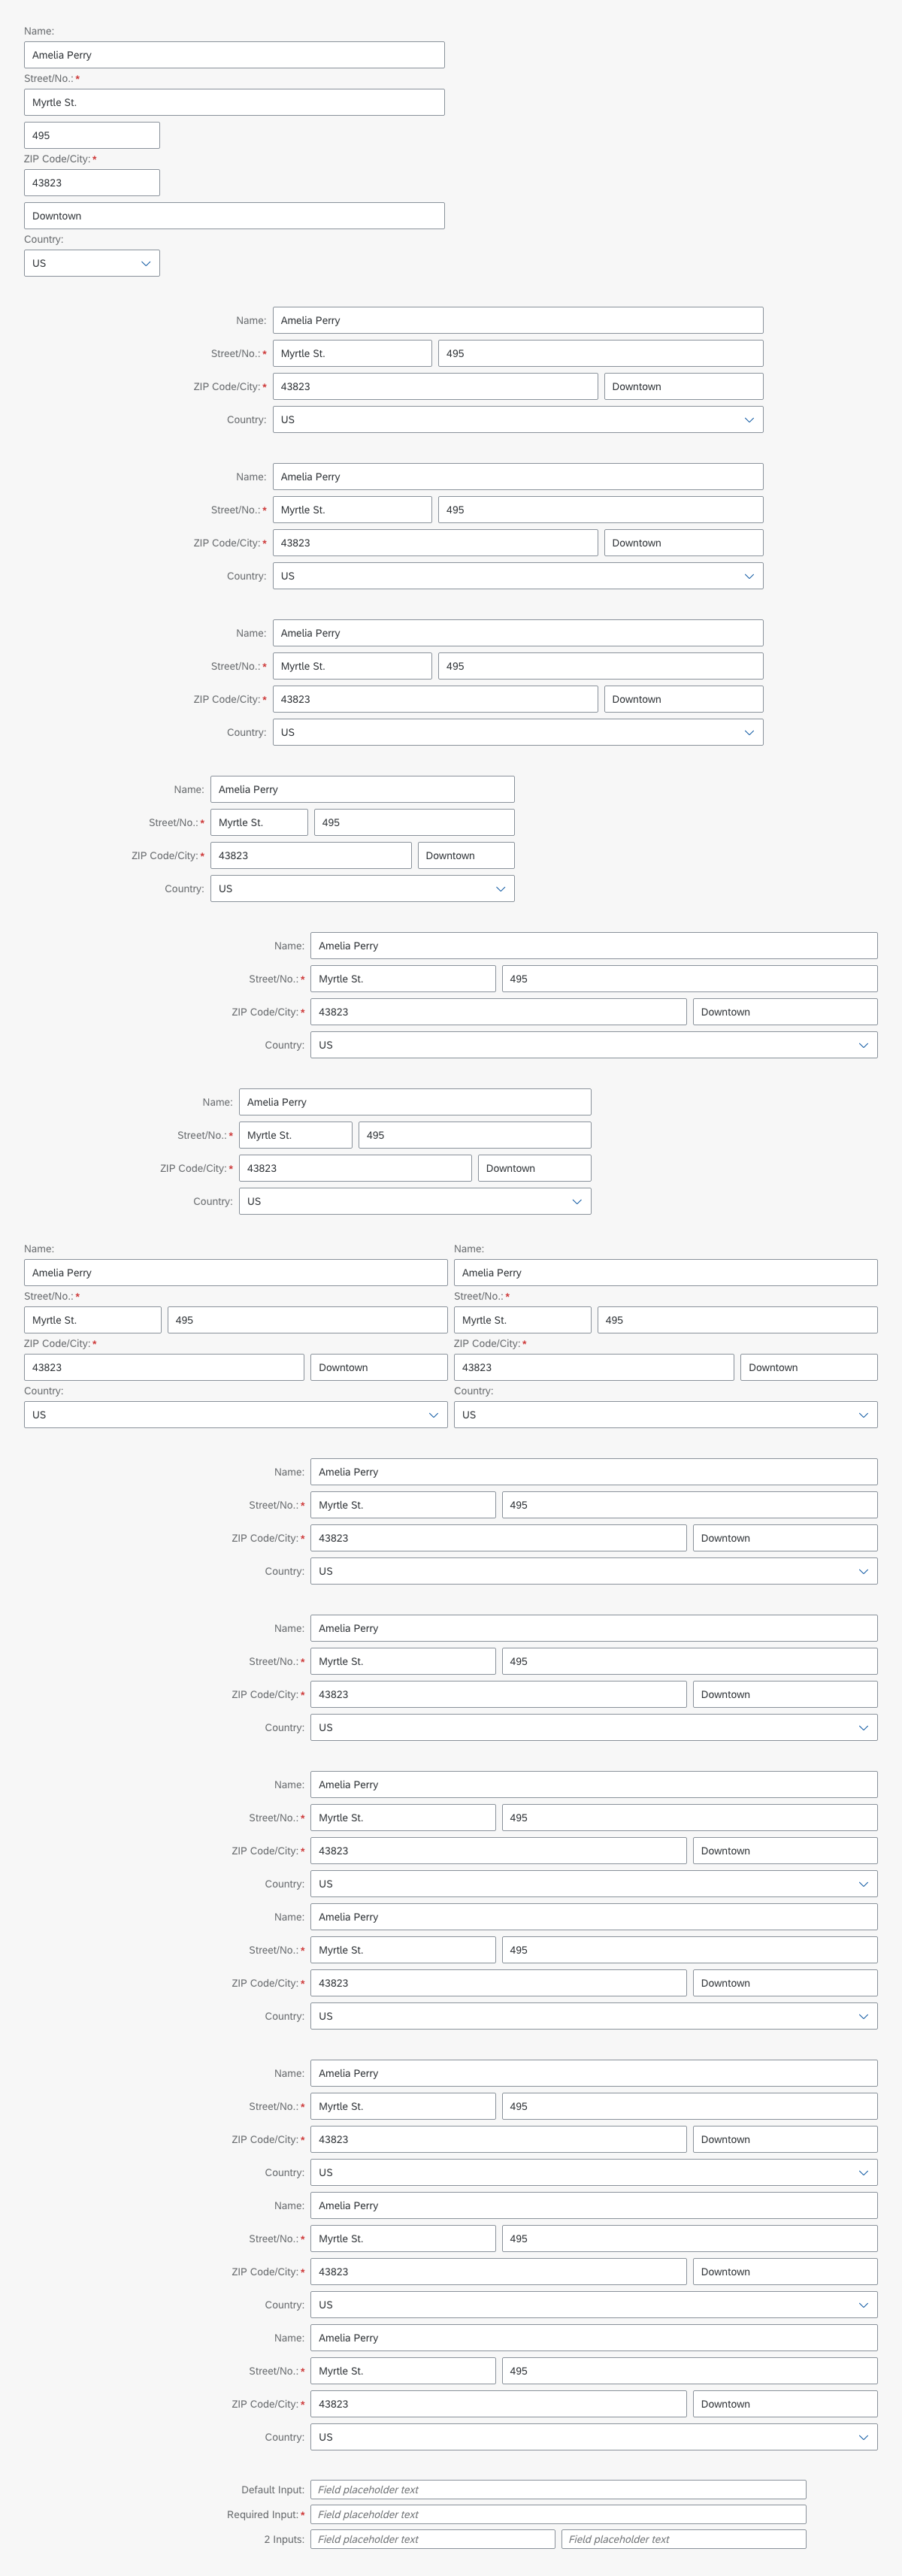 Name:
Amelia Perry
Street/No.: *
Myrtle St.
495
ZIP Code/City: *
43823
Downtown
Country:
US
Name: Amelia Perry
Street/No.: * Myrtle St. 495
ZIP Code/City: * 43823 Downtown
Country: US
Name: Amelia Perry
Street/No.: * Myrtle St. 495
ZIP Code/City: * 43823 Downtown
Country: US
Name: Amelia Perry
Street/No.: * Myrtle St. 495
ZIP Code/City: * 43823 Downtown
Country: US
Name: Amelia Perry
Street/No.: * Myrtle St. 495
ZIP Code/City: * 43823 Downtown
Country: US
Name: Amelia Perry
Street/No.: * Myrtle St. 495
ZIP Code/City: * 43823 Downtown
Country: US
Name: Amelia Perry
Street/No.: * Myrtle St. 495
ZIP Code/City: * 43823 Downtown
Country: US
Name: Name:
Amelia Perry Amelia Perry
Street/No.: * Street/No.: *
Myrtle St. 495 Myrtle St. 495
ZIP Code/City: * ZIP Code/City: *
43823 Downtown 43823 Downtown
Country: Country:
US US
Name: Amelia Perry
Street/No.: * Myrtle St. 495
ZIP Code/City: * 43823 Downtown
Country: US
Name: Amelia Perry
Street/No.: * Myrtle St. 495
ZIP Code/City: * 43823 Downtown
Country: US
Name: Amelia Perry
Street/No.: * Myrtle St. 495
ZIP Code/City: * 43823 Downtown
Country: US
Name: Amelia Perry
Street/No.: * Myrtle St. 495
ZIP Code/City: * 43823 Downtown
Country: US
Name: Amelia Perry
Street/No.: * Myrtle St. 495
ZIP Code/City: * 43823 Downtown
Country: US
Name: Amelia Perry
Street/No.: * Myrtle St. 495
ZIP Code/City: * 43823 Downtown
Country: US
Name: Amelia Perry
Street/No.: * Myrtle St. 495
ZIP Code/City: * 43823 Downtown
Country: US
Default Input: Field placeholder text
Required Input: * Field placeholder text
2 Inputs: Field placeholder text Field placeholder text